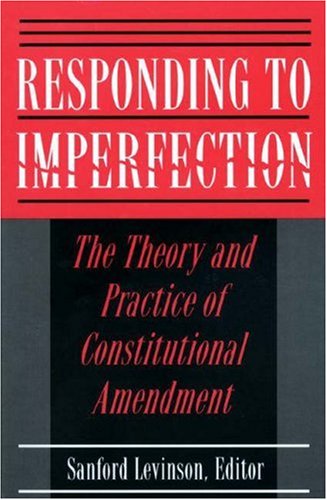 RESPONDING TO
IMPERFECTION
The Theory and
Practice of
Constitutional
Amendment
Sanford Levinson, Editor